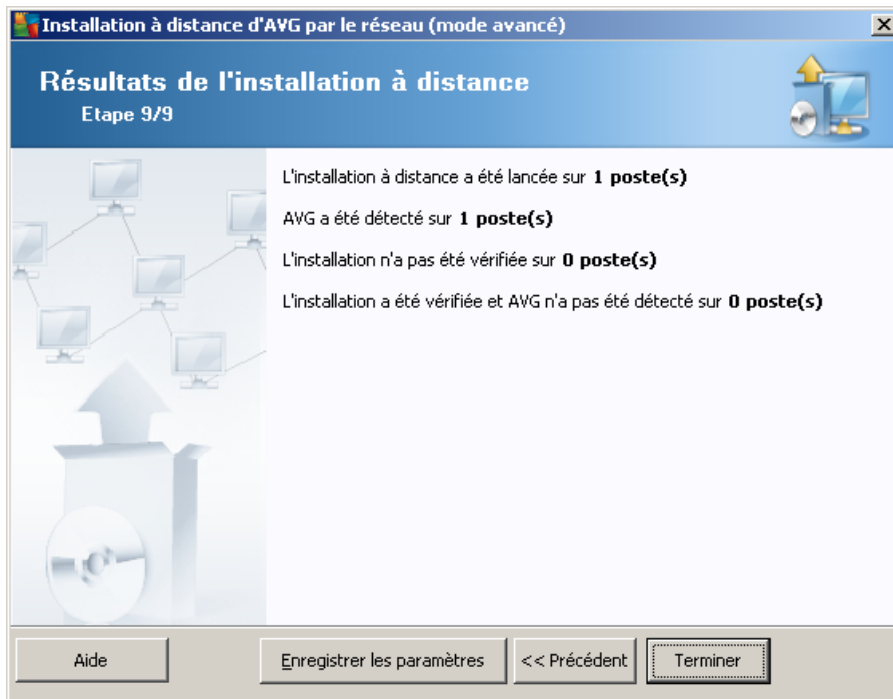 Installation à distance d'AVG par le réseau (mode avancé)
Résultats de l'installation à distance
Etape 9/9
L'installation à distance a été lancée sur 1 poste(s)
AVG a été détecté sur 1 poste(s)
L'installation n'a pas été vérifiée sur 0 poste(s)
L'installation a été vérifiée et AVG n'a pas été détecté sur 0 poste(s)
Aide
Enregistrer les paramètres
<< Précédent
Terminer